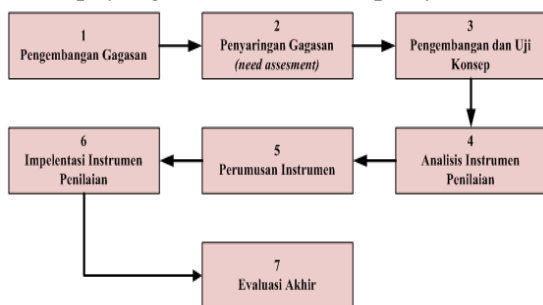 1
Pengembangan Gagasan
2
Penyaringan Gagasan
(need assesment)
3
Pengembangan dan Uji
Konsep
4
Analisis Instrumen
Penilaian
5
Perumusan Instrumen
6
Impelentasi Instrumen
Penilaian
7
Evaluasi Akhir